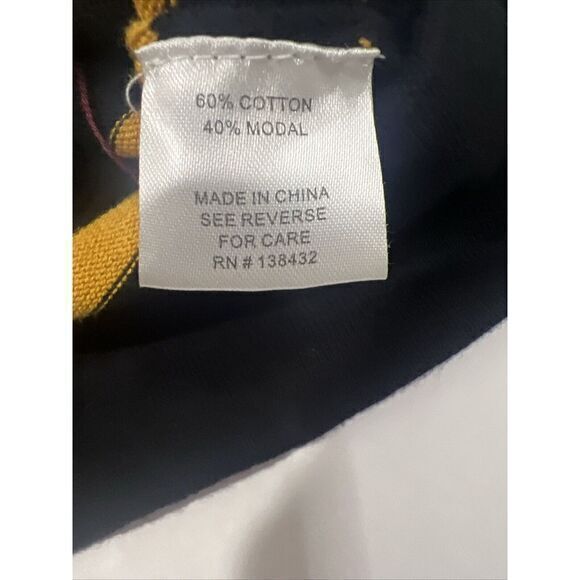 60% COTTON
40% MODAL
MADE IN CHINA
SEE REVERSE
FOR CARE
RN # 138432